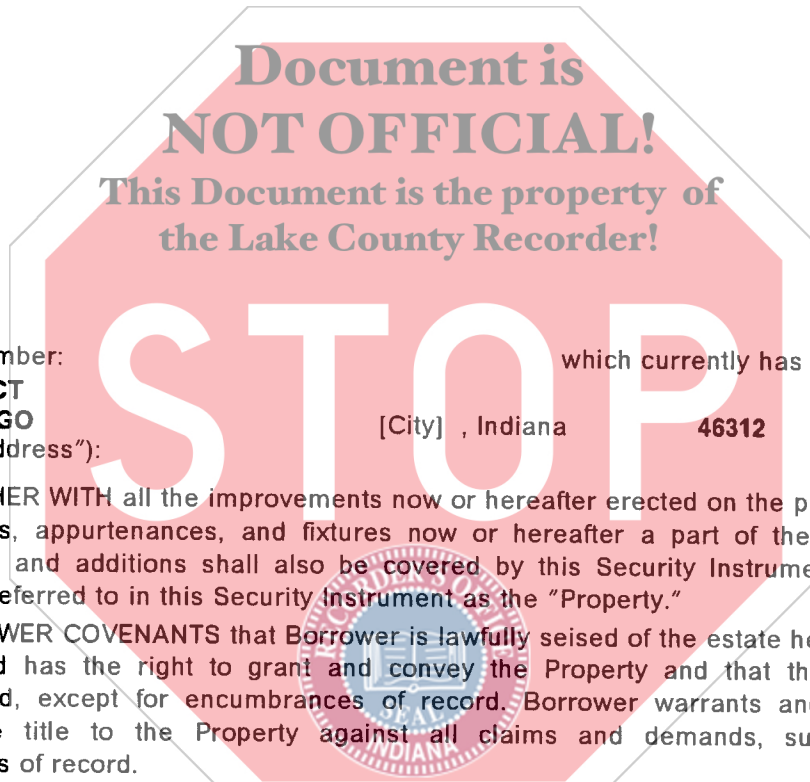 Document is
NOT OFFICIAL!
This Document is the property of
the Lake County Recorder!
STOP
mber: which currently has
CT
GO [City] , Indiana 46312
ddress"):
HER WITH all the improvements now or hereafter erected on the p
s, appurtenances, and fixtures now or hereafter a part of the
and additions shall also be covered by this Security Instrume
eferred to in this Security Instrument as the "Property."
WER COVENANTS that Borrower is lawfully seised of the estate he
d has the right to grant and convey the Property and that th
d, except for encumbrances of record. Borrower warrants an
e title to the Property against all claims and demands, su
s of record.
RECORDER'S OFFICE
SEAL
INDIANA